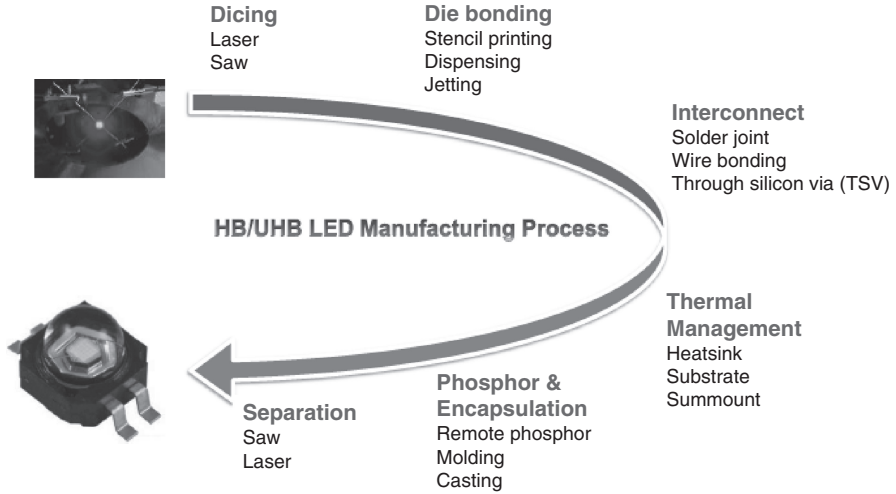 Dicing
Laser
Saw
Die bonding
Stencil printing
Dispensing
Jetting
Interconnect
Solder joint
Wire bonding
Through silicon via (TSV)
HB/UHB LED Manufacturing Process
Thermal
Management
Heatsink
Substrate
Summount
Phosphor &
Encapsulation
Remote phosphor
Molding
Casting
Separation
Saw
Laser